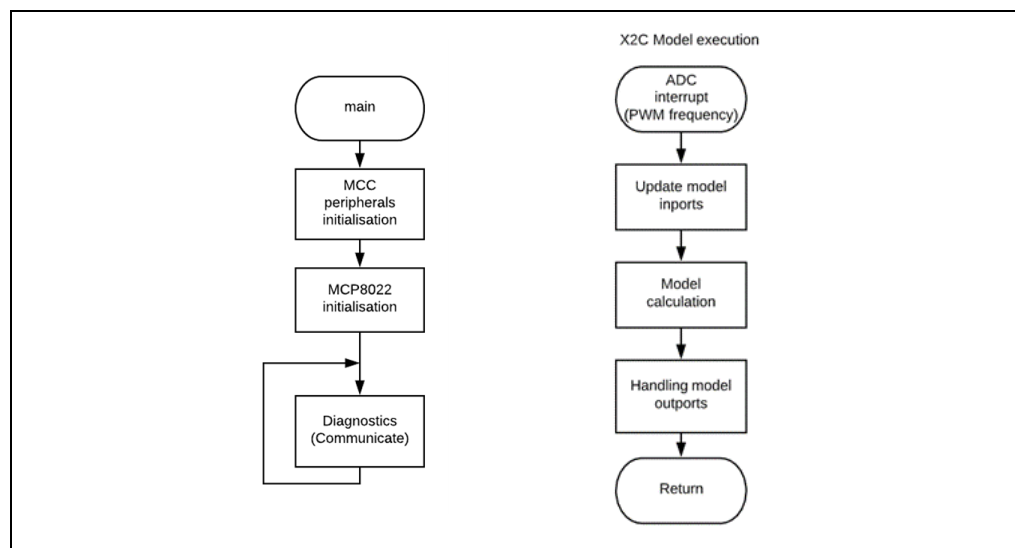 main
MCC
peripherals
initialisation
MCP8022
initialisation
Diagnostics
(Communicate)
X2C Model execution
ADC
interrupt
(PWM frequency)
Update model
inports
Model
calculation
Handling model
outports
Return